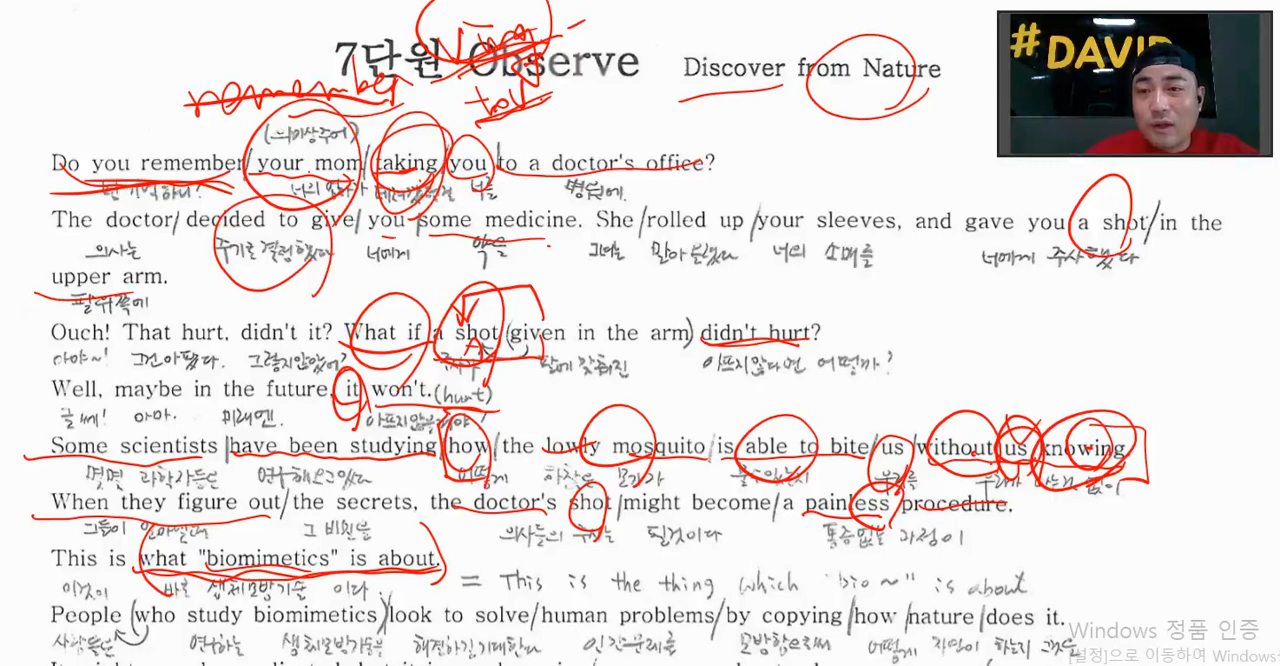 #DAVID
7단원 Observe Discover from Nature
remember
to V
(의미상주어)
Do you remember/ your mom/ taking/ you/ to a doctor's office?
기억하니? 너의 엄마가 너를 병원에.
The doctor/ decided to give/ you/ some medicine. She/ rolled up/ your sleeves, and gave you a shot/ in the
의사는 주기로 결정했다 너에게 약을 그녀는 말아 올렸다 너의 소매를 너에게 주사했다
upper arm.
팔 위쪽에
Ouch! That hurt, didn't it? What if a shot (given in the arm) didn't hurt?
아야~! 그건 아팠다. 그렇지않았에? 주사가 팔에 맞춰진 아프지않다면 어떨까?
Well, maybe in the future, it won't.(hurt)
글쎄! 아마. 미래엔. 아프지않을거야
Some scientists/ have been studying/ how/ the lowly mosquito/ is able to bite/ us/ without us knowing
몇몇 과학자들은 연구해오고있다 어떻게 하찮은 모기가 물 수 있는지 우리를 우리가 없이
When they figure out/ the secrets, the doctor's shot/ might become/ a painless procedure.
그들이 알아낼때 그 비밀을 의사들의 주사는 될것이다 통증없는 과정이
This is what "biomimetics" is about.
이것이 바로 생체모방기술 이다.
= This is the thing which "bio~" is about
People (who study biomimetics) look to solve/ human problems/ by copying/ how/ nature/ does it.
사람들은 연구하는 생체모방기술을 해결하길기대한다 인간문제를 모방함으로써 어떻게 자연이 하는지 그것을
Windows 정품 인증
[설정]으로 이동하여 Windows